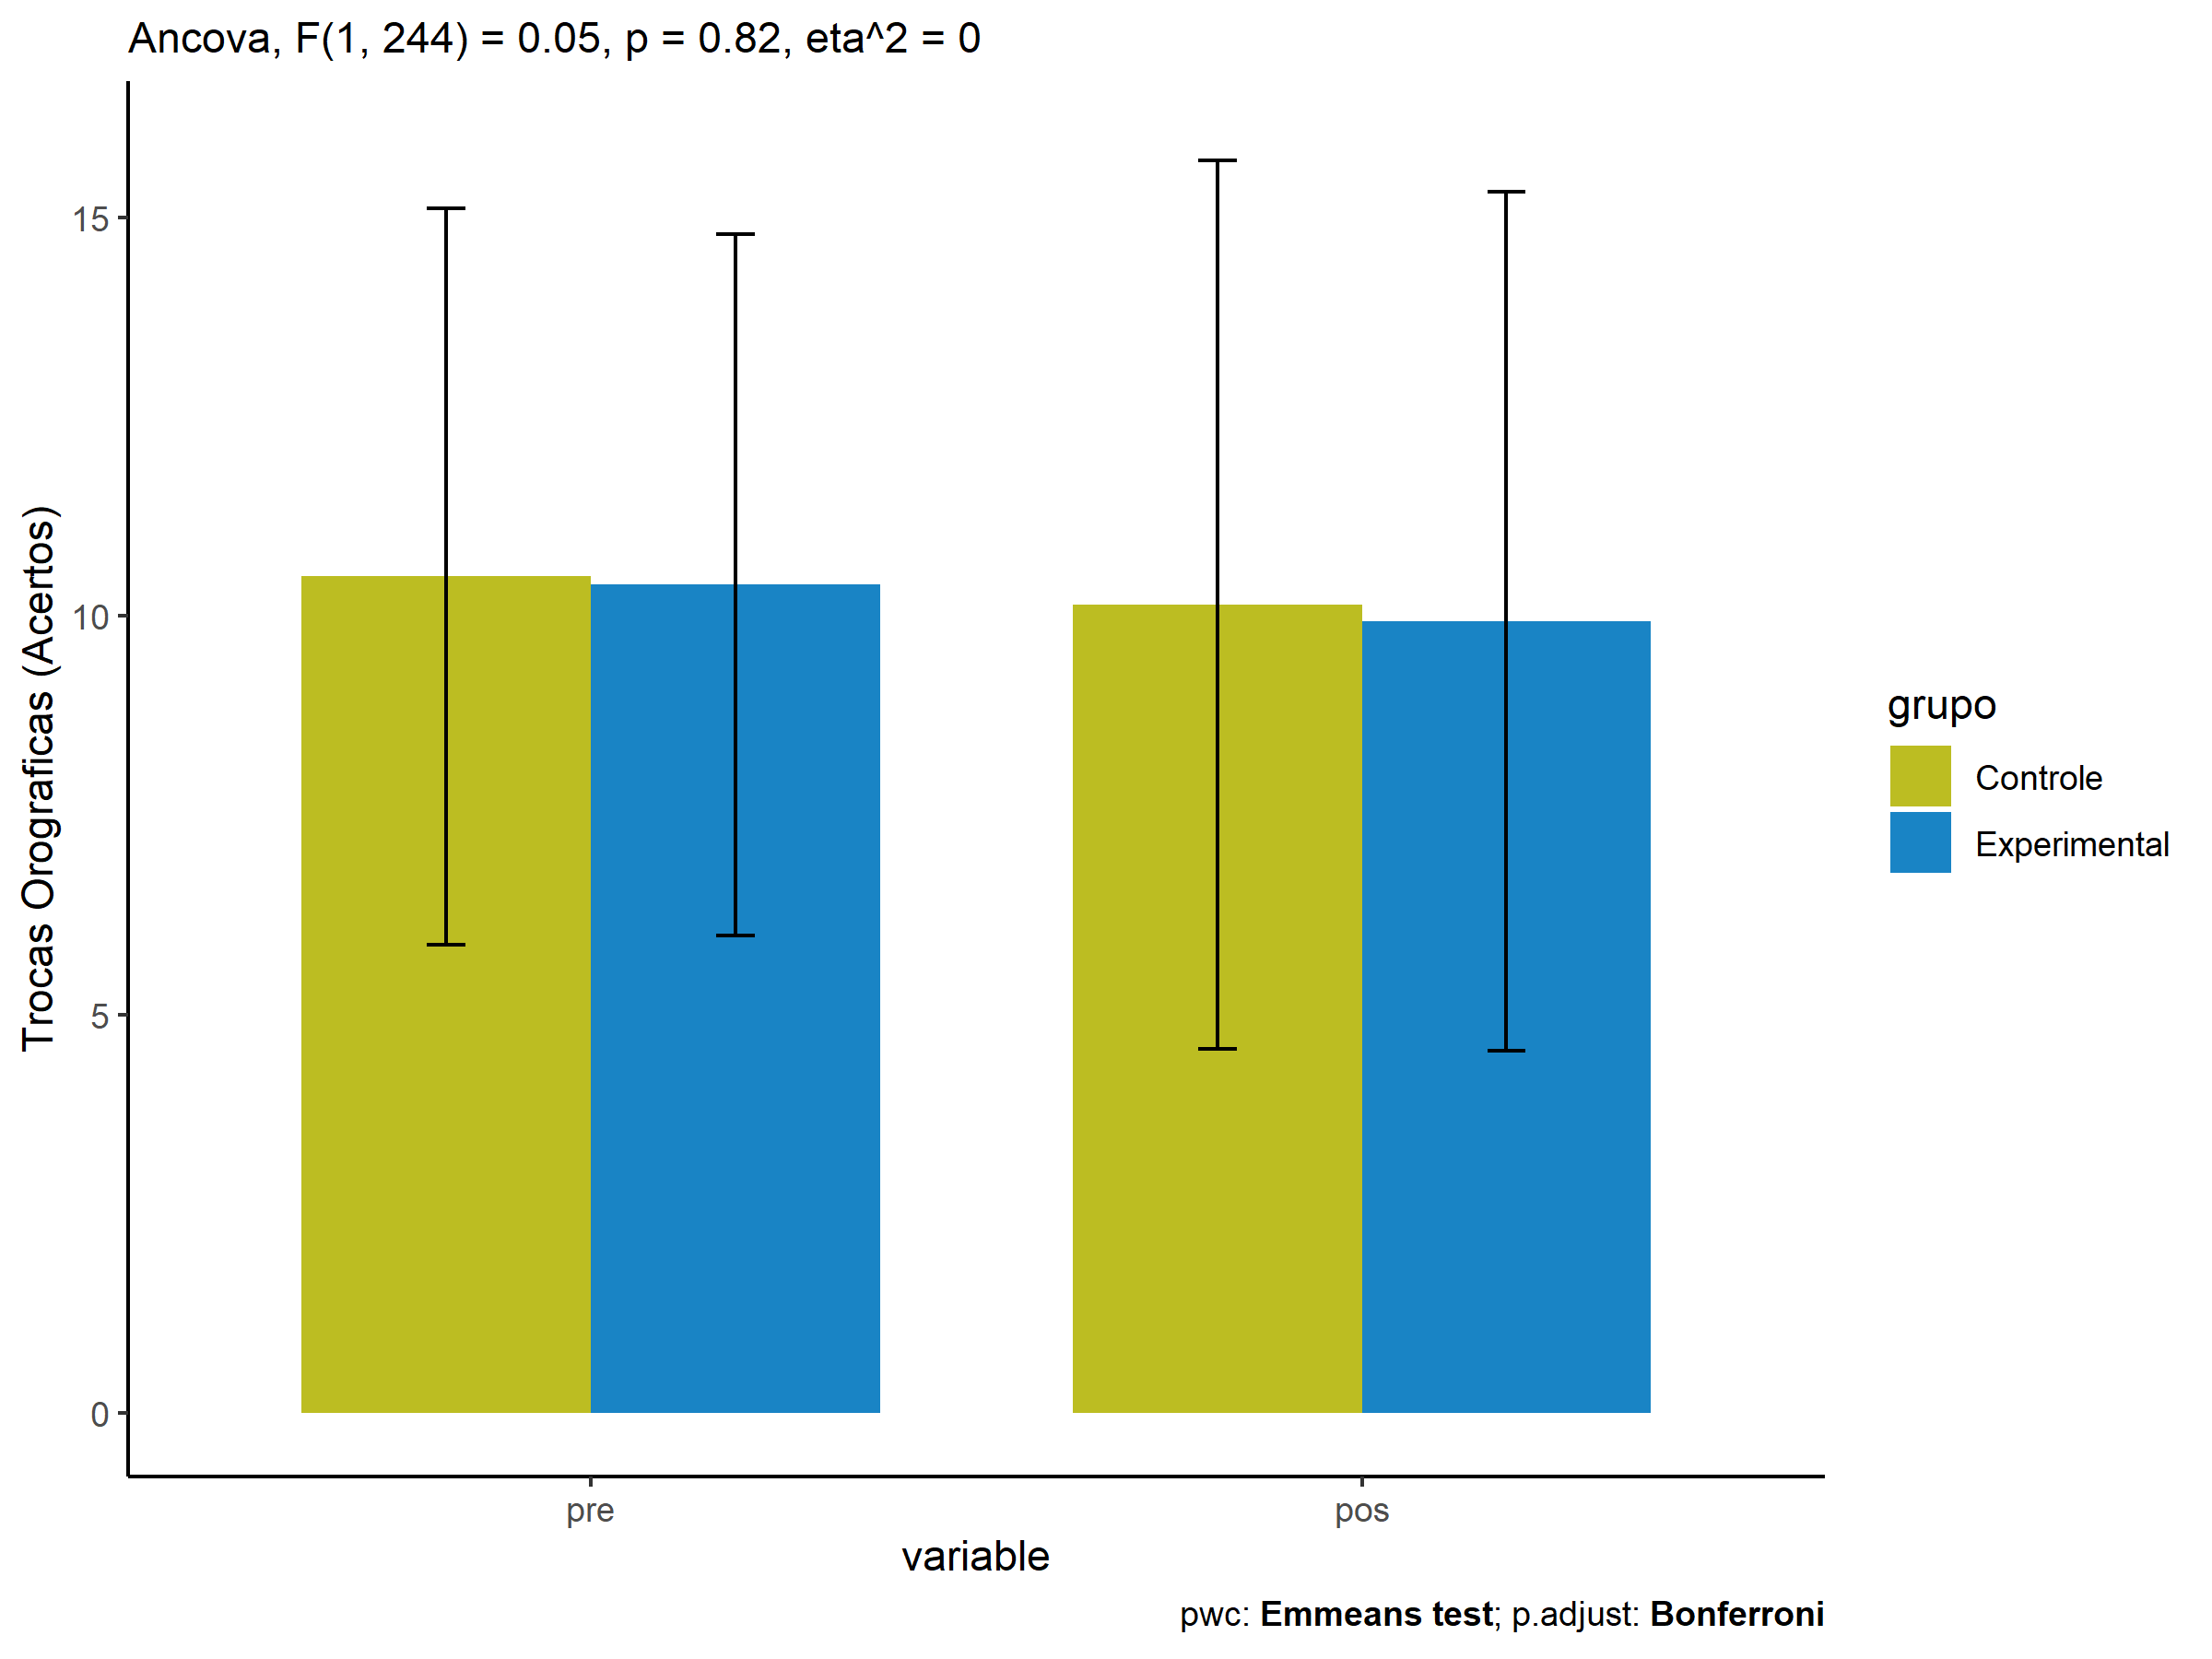 Ancova, F(1, 244) = 0.05, p = 0.82, eta^2 = 0
Trocas Orograficas (Acertos)
15
10
5
0
pre
pos
variable
grupo
Controle
Experimental
pwc: Emmeans test; p.adjust: Bonferroni